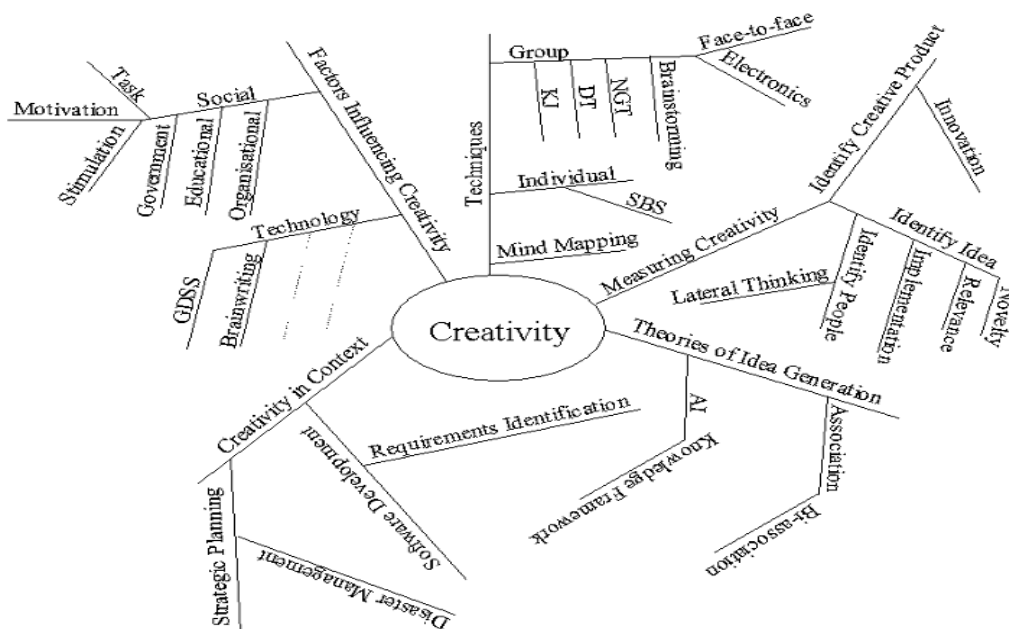 Creativity
Factors Influencing Creativity
Social
Task
Motivation
Stimulation
Government
Educational
Organisational
Technology
GDSS
Brainwriting
Techniques
Group
KJ
DT
NGT
Brainstorming
Face-to-face
Electronics
Individual
SBS
Mind Mapping
Measuring Creativity
Identify Creative Product
Innovation
Identify Idea
Identify People
Implementation
Relevance
Novelty
Lateral Thinking
Theories of Idea Generation
AI
Knowledge Framework
Association
Bi-association
Creativity in Context
Software Development
Requirements Identification
Strategic Planning
Disaster Management